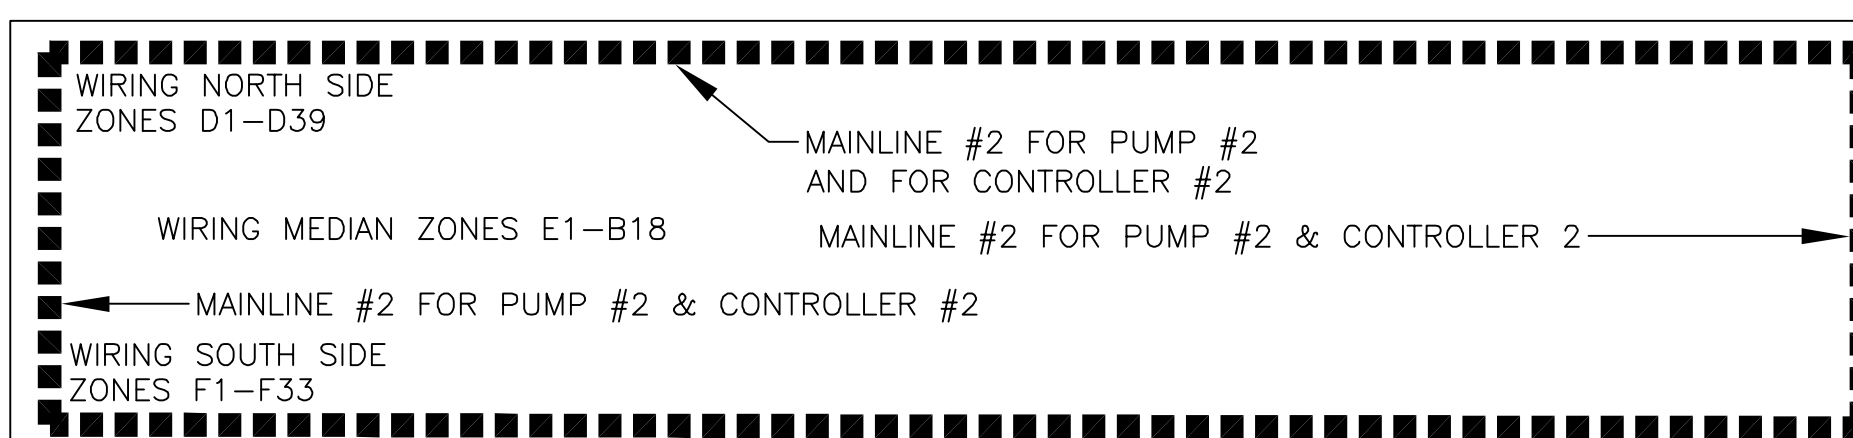 WIRING NORTH SIDE
ZONES D1-D39
MAINLINE #2 FOR PUMP #2
AND FOR CONTROLLER #2
WIRING MEDIAN ZONES E1-B18
MAINLINE #2 FOR PUMP #2 & CONTROLLER 2
MAINLINE #2 FOR PUMP #2 & CONTROLLER #2
WIRING SOUTH SIDE
ZONES F1-F33